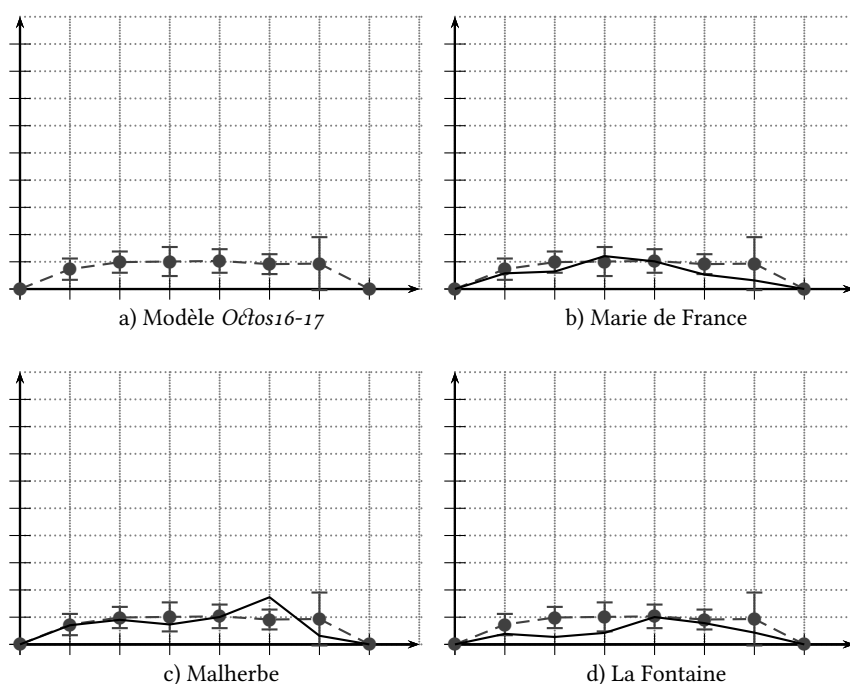 a) Modèle Octos16-17
b) Marie de France
c) Malherbe
d) La Fontaine